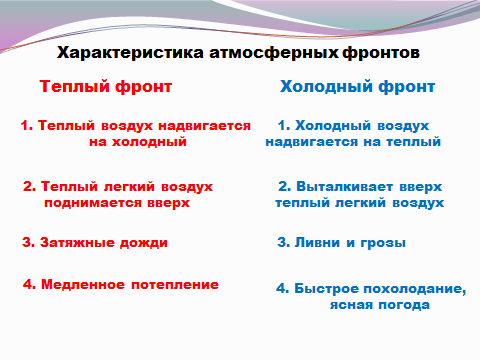 Характеристика атмосферных фронтов
Теплый фронт
1. Теплый воздух надвигается
на холодный
2. Теплый легкий воздух
поднимается вверх
3. Затяжные дожди
4. Медленное потепление
Холодный фронт
1. Холодный воздух
надвигается на теплый
2. Выталкивает вверх
теплый легкий воздух
3. Ливни и грозы
4. Быстрое похолодание,
ясная погода